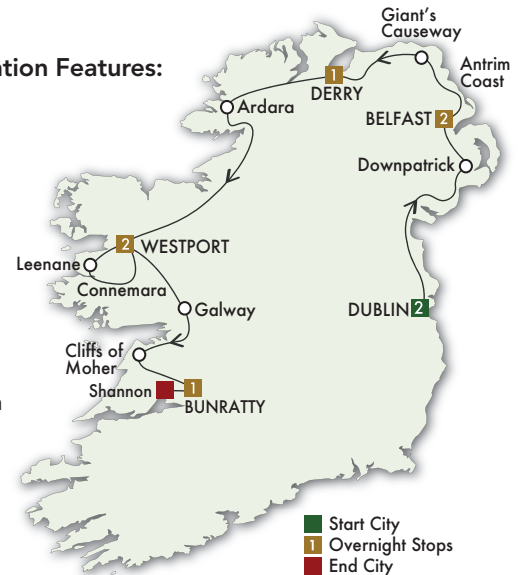 ation Features:
Giant's
Causeway
Antrim
Coast
1
DERRY
Ardara
BELFAST 2
Downpatrick
2 WESTPORT
Leenane
Connemara
Galway
DUBLIN 2
Cliffs of
Moher
Shannon
1
BUNRATTY
Start City
1 Overnight Stops
End City